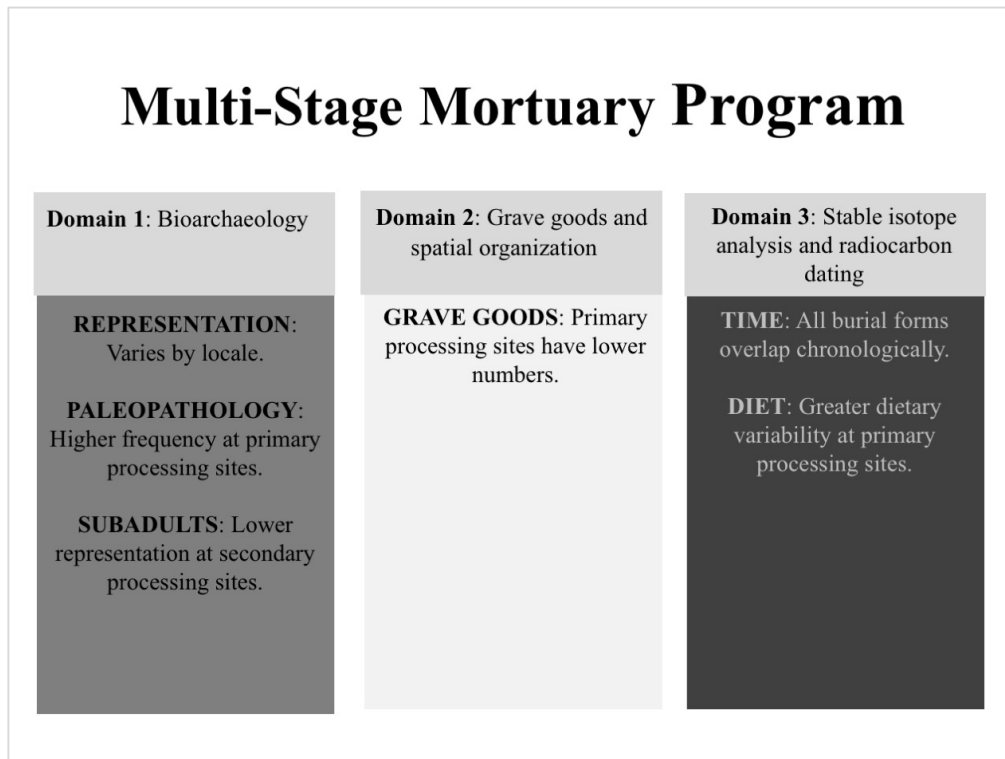 Multi-Stage Mortuary Program
Domain 1: Bioarchaeology
REPRESENTATION:
Varies by locale.
PALEOPATHOLOGY:
Higher frequency at primary
processing sites.
SUBADULTS: Lower
representation at secondary
processing sites.
Domain 2: Grave goods and
spatial organization
GRAVE GOODS: Primary
processing sites have lower
numbers.
Domain 3: Stable isotope
analysis and radiocarbon
dating
TIME: All burial forms
overlap chronologically.
DIET: Greater dietary
variability at primary
processing sites.